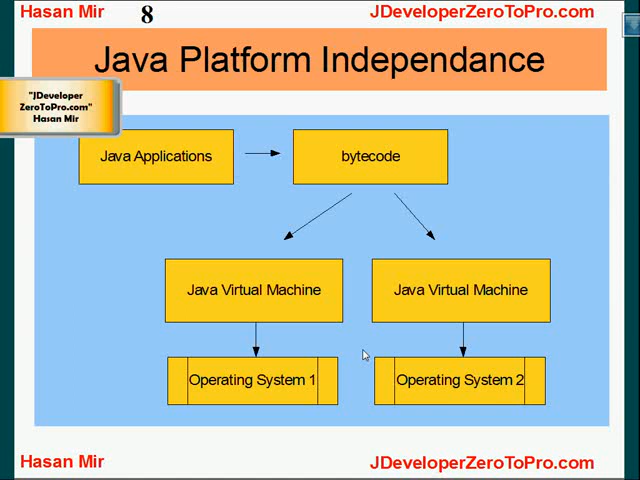 Hasan Mir
8
JDeveloperZeroToPro.com
Java Platform Independance
"JDeveloper
ZeroToPro.com"
Hasan Mir
Java Applications
bytecode
Java Virtual Machine
Java Virtual Machine
Operating System 1
Operating System 2
Hasan Mir
JDeveloperZeroToPro.com